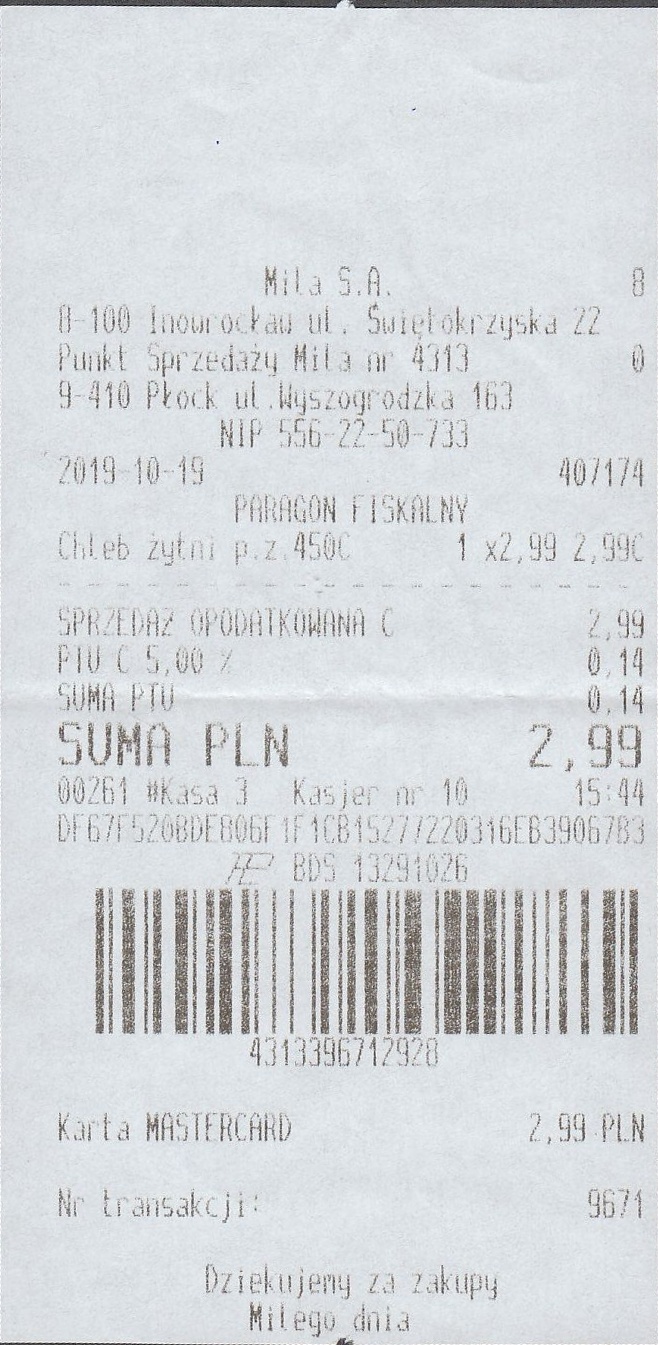 Mila S.A. 8
8-100 Inowrocław ul. Świętokrzyska 22
Punkt Sprzedaży Mila nr 4313 0
9-410 Płock ul.Wyszogrodzka 163
NIP 556-22-50-733
2019-10-19 407174
PARAGON FISKALNY
Chleb żytni p.z.450C 1 x2,99 2,99C
SPRZEDAŻ OPODATKOWANA C 2,99
PTU C 5,00 % 0,14
SUMA PTU 0,14
SUMA PLN 2,99
00261 #Kasa 3 Kasjer nr 10 15:44
BDS 13291026
4313396712928
Karta MASTERCARD 2,99 PLN
Nr transakcji: 9671
Dziekujemy za zakupy
Milego dnia